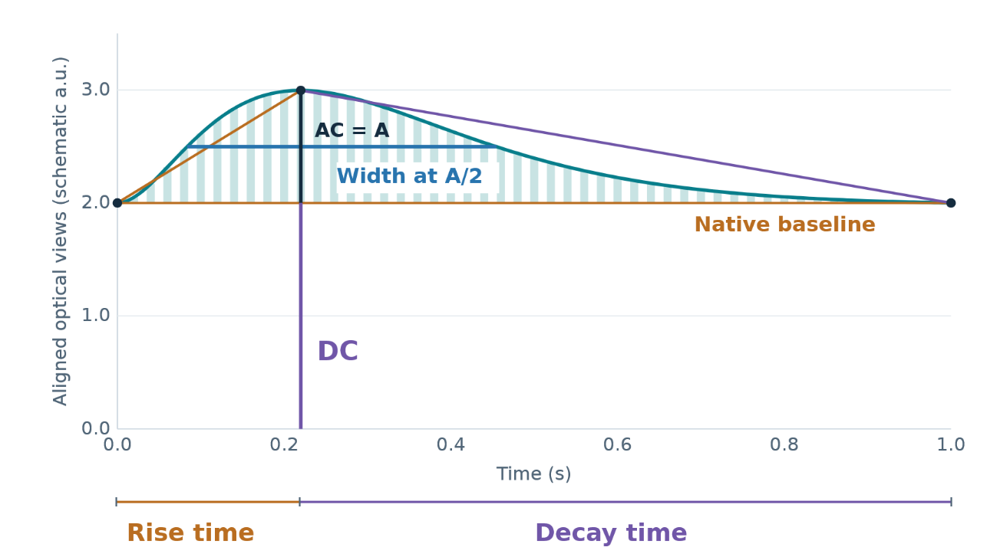 Aligned optical views (schematic a.u.)
3.0
2.0
1.0
0.0
AC = A
Width at A/2
Native baseline
DC
0.0 0.2 0.4 0.6 0.8 1.0
Time (s)
Rise time
Decay time